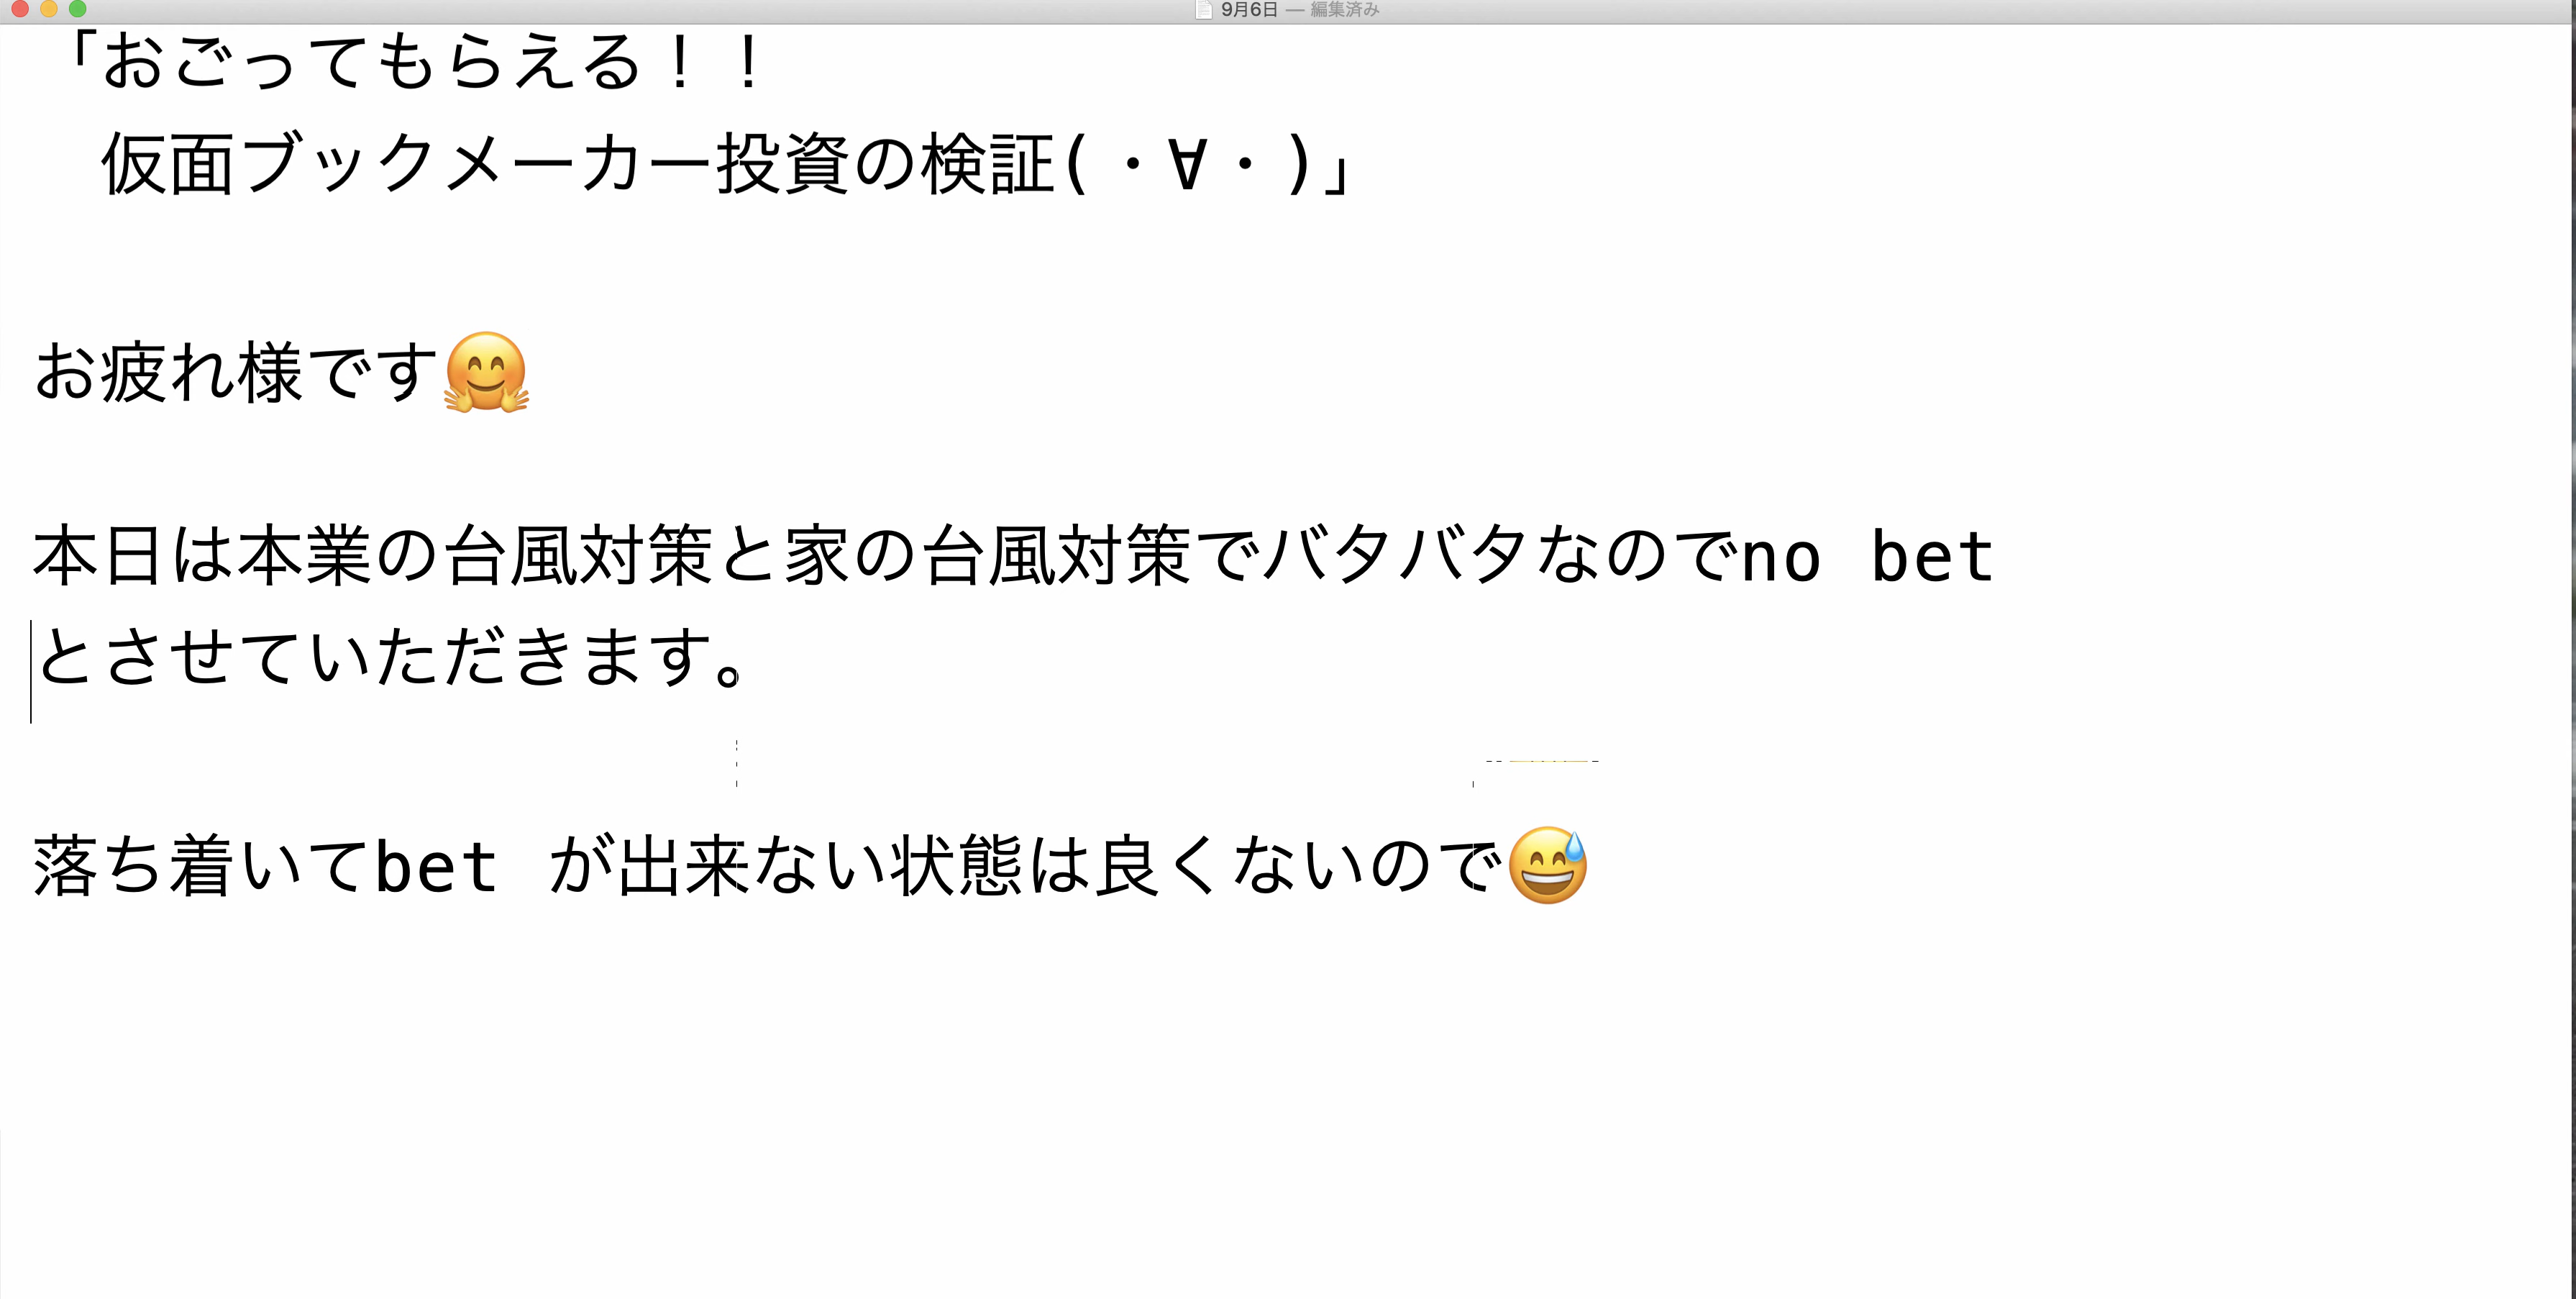 9月6日 — 編集済み
「おごってもらえる！！
仮面ブックメーカー投資の検証(・∀・)」
お疲れ様です🤗
本日は本業の台風対策と家の台風対策でバタバタなのでno bet
とさせていただきます。
落ち着いてbet が出来ない状態は良くないので😅